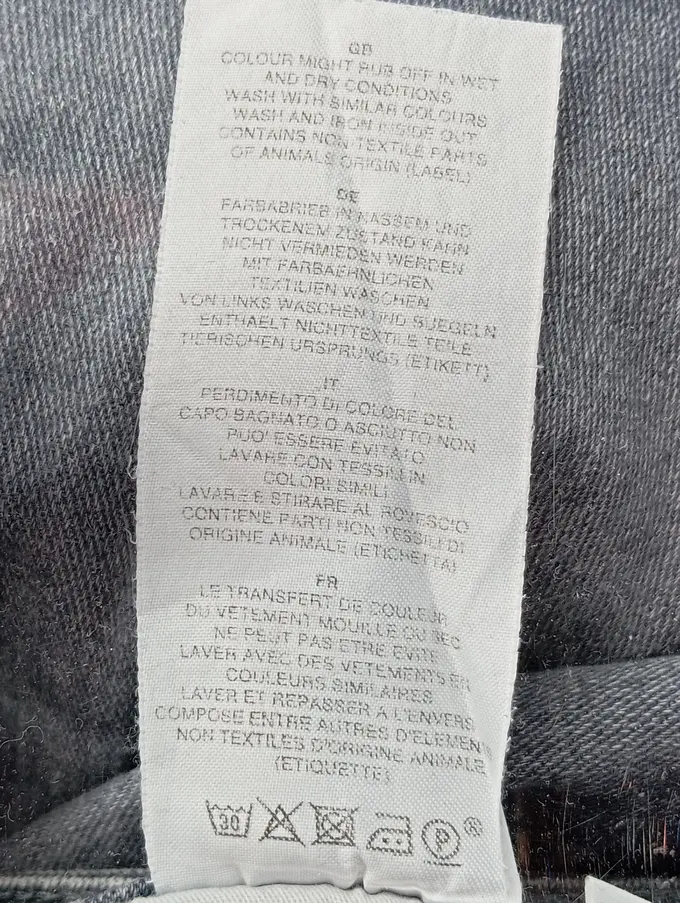 GB
COLOUR MIGHT RUB OFF IN WET
AND DRY CONDITIONS
WASH WITH SIMILAR COLOURS
WASH AND IRON INSIDE OUT
CONTAINS NON-TEXTILE PARTS
OF ANIMALS ORIGIN (LABEL)
DE
FARBABRIEB IN NASSEM UND
TROCKENEM ZUSTAND KANN
NICHT VERMIEDEN WERDEN
MIT FARBAEHNLICHEN
TEXTILIEN WASCHEN
VON LINKS WASCHEN UND BUEGELN
ENTHAELT NICHTTEXTILE TEILE
TIERISCHEN URSPRUNGS (ETIKETT)
IT
PERDIMENTO DI COLORE DEL
CAPO BAGNATO O ASCIUTTO NON
PUO' ESSERE EVITATO
LAVARE CON TESSILI IN
COLORI SIMILI
LAVARE E STIRARE AL ROVESCIO
CONTIENE PARTI NON TESSILI DI
ORIGINE ANIMALE (ETICHETTA)
FR
LE TRANSFERT DE COULEUR
DU VETEMENT MOUILLE OU SEC
NE PEUT PAS ETRE EVITE
LAVER AVEC DES VETEMENTS EN
COULEURS SIMILAIRES
LAVER ET REPASSER A L'ENVERS
COMPOSE ENTRE AUTRES D'ELEMENT
NON TEXTILES D'ORIGINE ANIMALE
(ETIQUETTE)
30 P ®